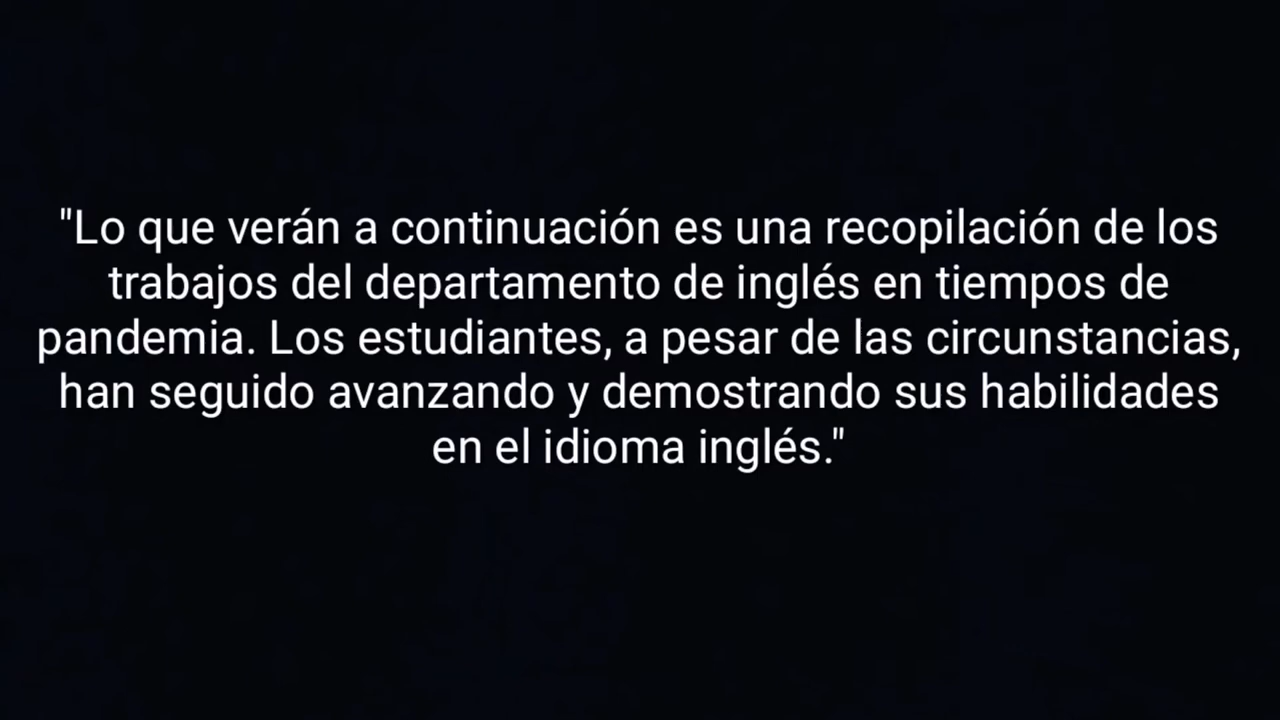 "Lo que verán a continuación es una recopilación de los
trabajos del departamento de inglés en tiempos de
pandemia. Los estudiantes, a pesar de las circunstancias,
han seguido avanzando y demostrando sus habilidades
en el idioma inglés."